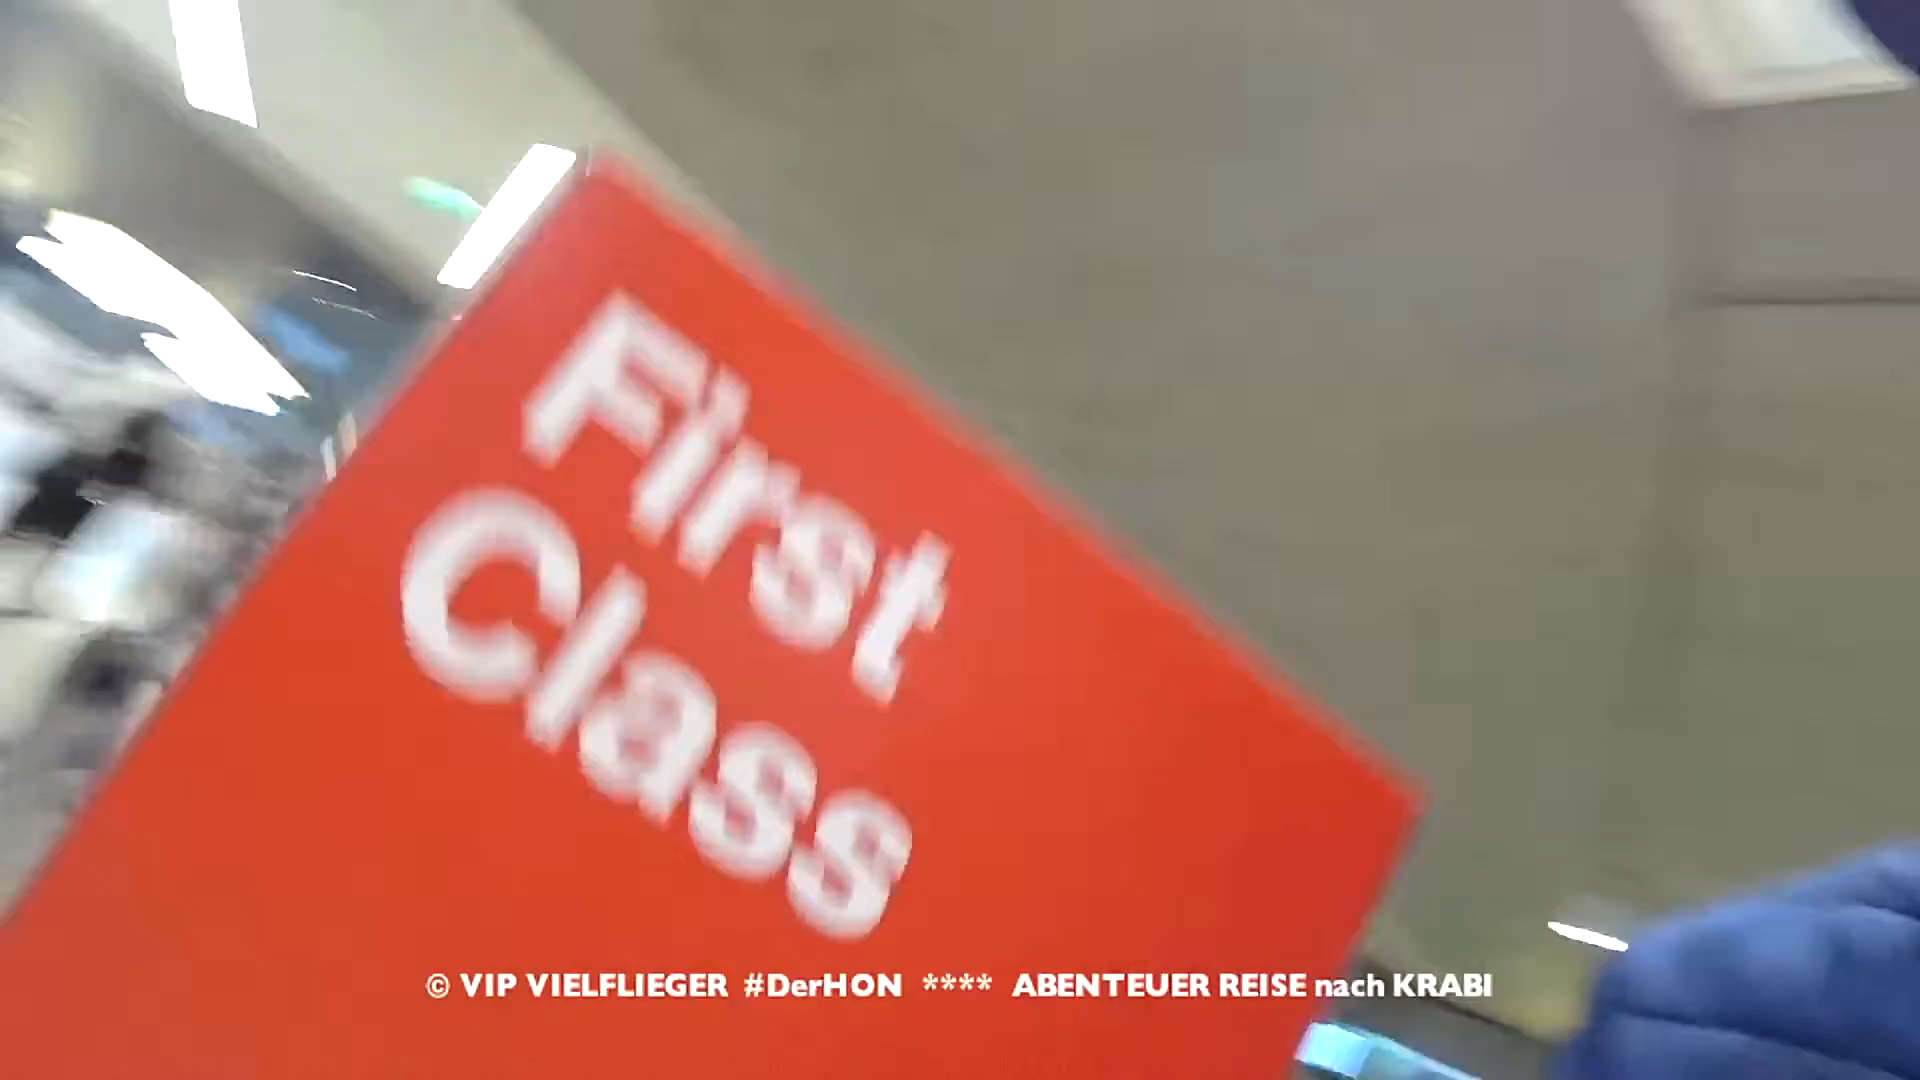 First
Class
© VIP VIELFLIEGER #DerHON **** ABENTEUER REISE nach KRABI